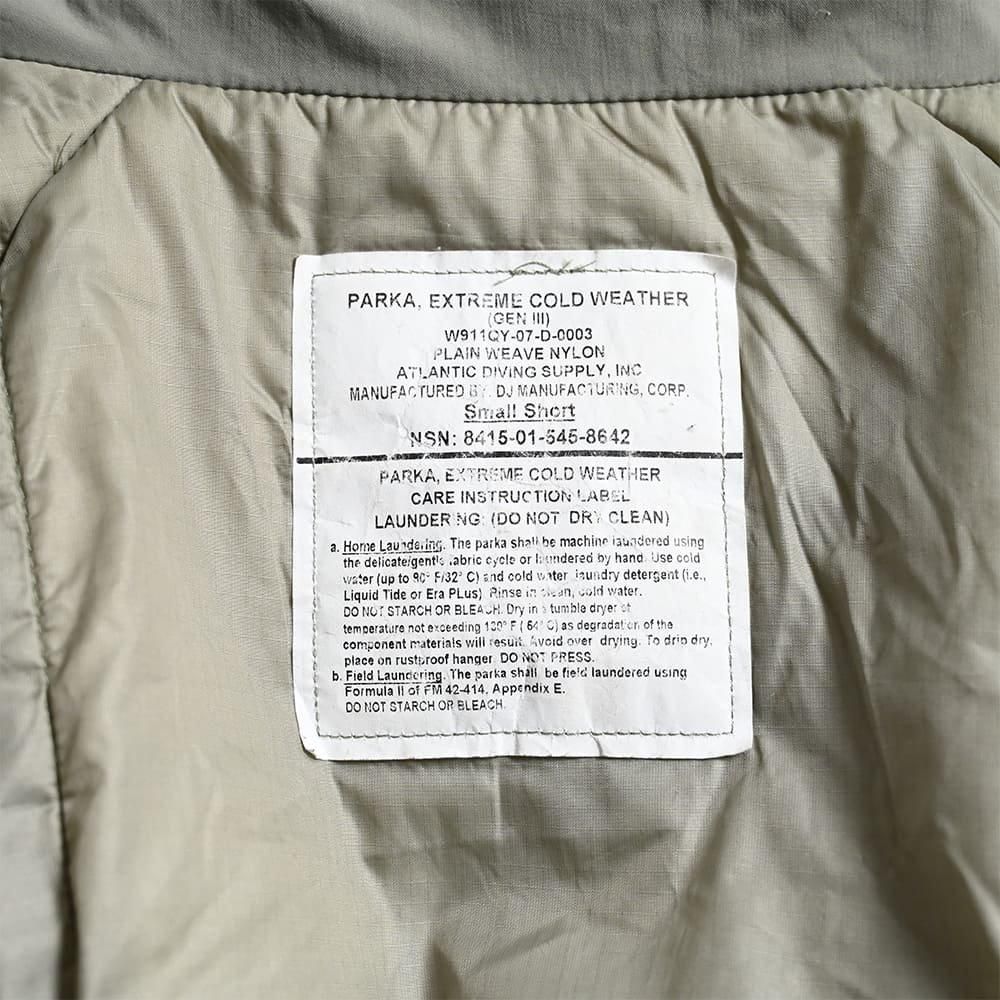 PARKA, EXTREME COLD WEATHER
(GEN III)
W911QY-07-D-0003
PLAIN WEAVE NYLON
ATLANTIC DIVING SUPPLY, INC
MANUFACTURED BY. DJ MANUFACTURING, CORP.
Small Short
NSN: 8415-01-545-8642
PARKA, EXTREME COLD WEATHER
CARE INSTRUCTION LABEL
LAUNDERING: (DO NOT DRY CLEAN)
a. Home Laundering. The parka shall be machine laundered using
the delicate/gentle fabric cycle or laundered by hand. Use cold
water (up to 90° F/32° C) and cold water laundry detergent (i.e.,
Liquid Tide or Era PLus). Rinse in clean, cold water.
DO NOT STARCH OR BLEACH. Dry in a tumble dryer at
temperature not exceeding 130° F ( 54° C) as degradation of the
component materials will result. Avoid over drying. To drip dry,
place on rustproof hanger. DO NOT PRESS.
b. Field Laundering. The parka shall be field laundered using
Formula II of FM 42-414, Appendix E.
DO NOT STARCH OR BLEACH.